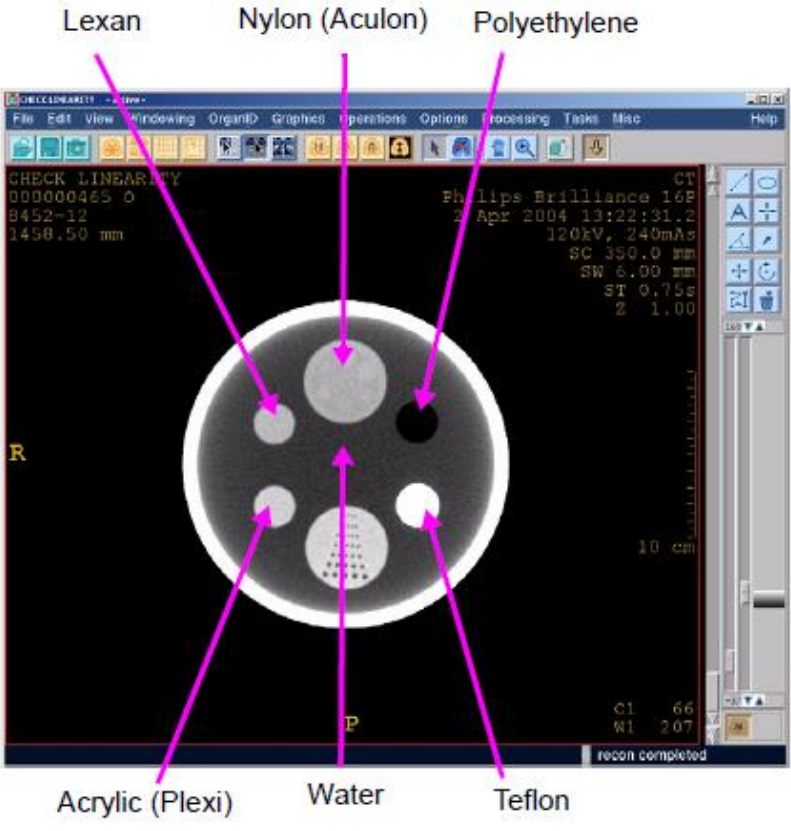 Lexan
Nylon (Aculon)
Polyethylene
CHECK LINEARITY - active -
File Edit View Windowing OrganID Graphics Operations Options Processing Tasks Misc Help
CHECK LINEARITY
000000465 O
8452-12
1458.50 mm
CT
Philips Brilliance 16P
2 Apr 2004 13:22:31.2
120kV, 240mAs
SC 350.0 mm
SW 6.00 mm
ST 0.75s
Z 1.00
R
10 cm
P
C1 66
W1 207
recon completed
Acrylic (Plexi)
Water
Teflon